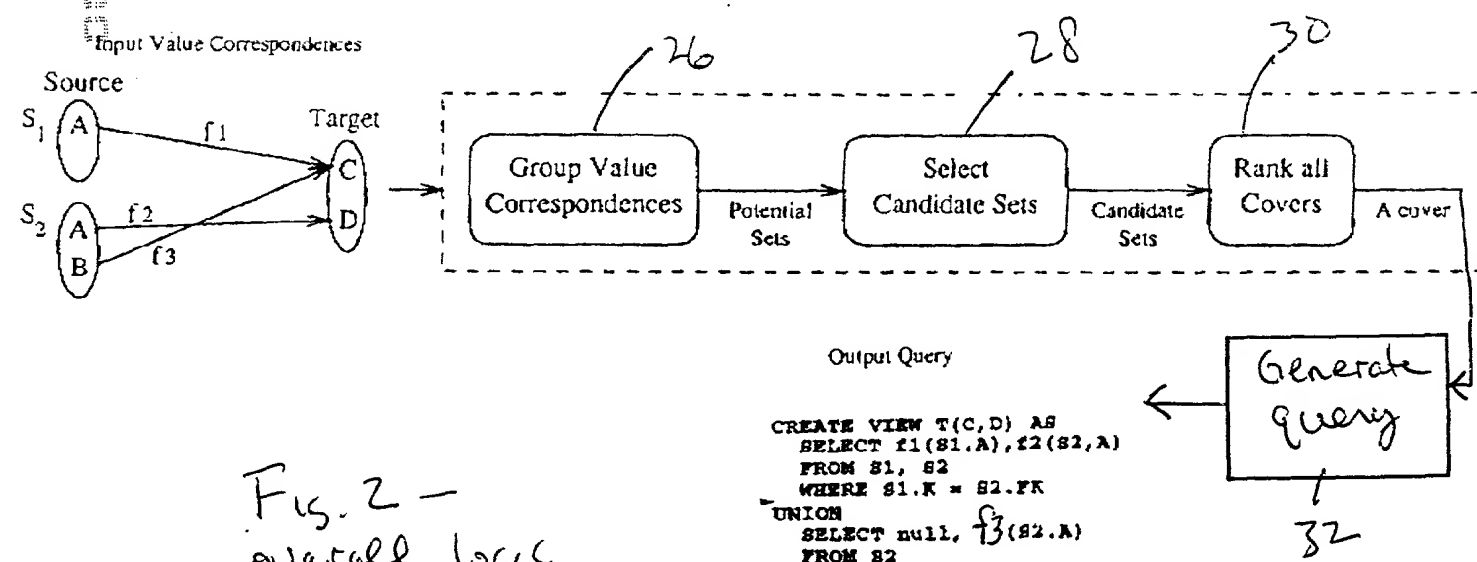 Input Value Correspondences
26
28
30
Source
S1
A
f1
Target
C
D
S2
A
B
f2
f3
Group Value
Correspondences
Potential
Sets
Select
Candidate Sets
Candidate
Sets
Rank all
Covers
A cover
Output Query
Generate
query
32
CREATE VIEW T(C,D) AS
SELECT f1(S1.A),f2(S2,A)
FROM S1, S2
WHERE S1.K = S2.FK
UNION
SELECT null, f3(S2.A)
FROM S2
Fig. 2 -
overall logic